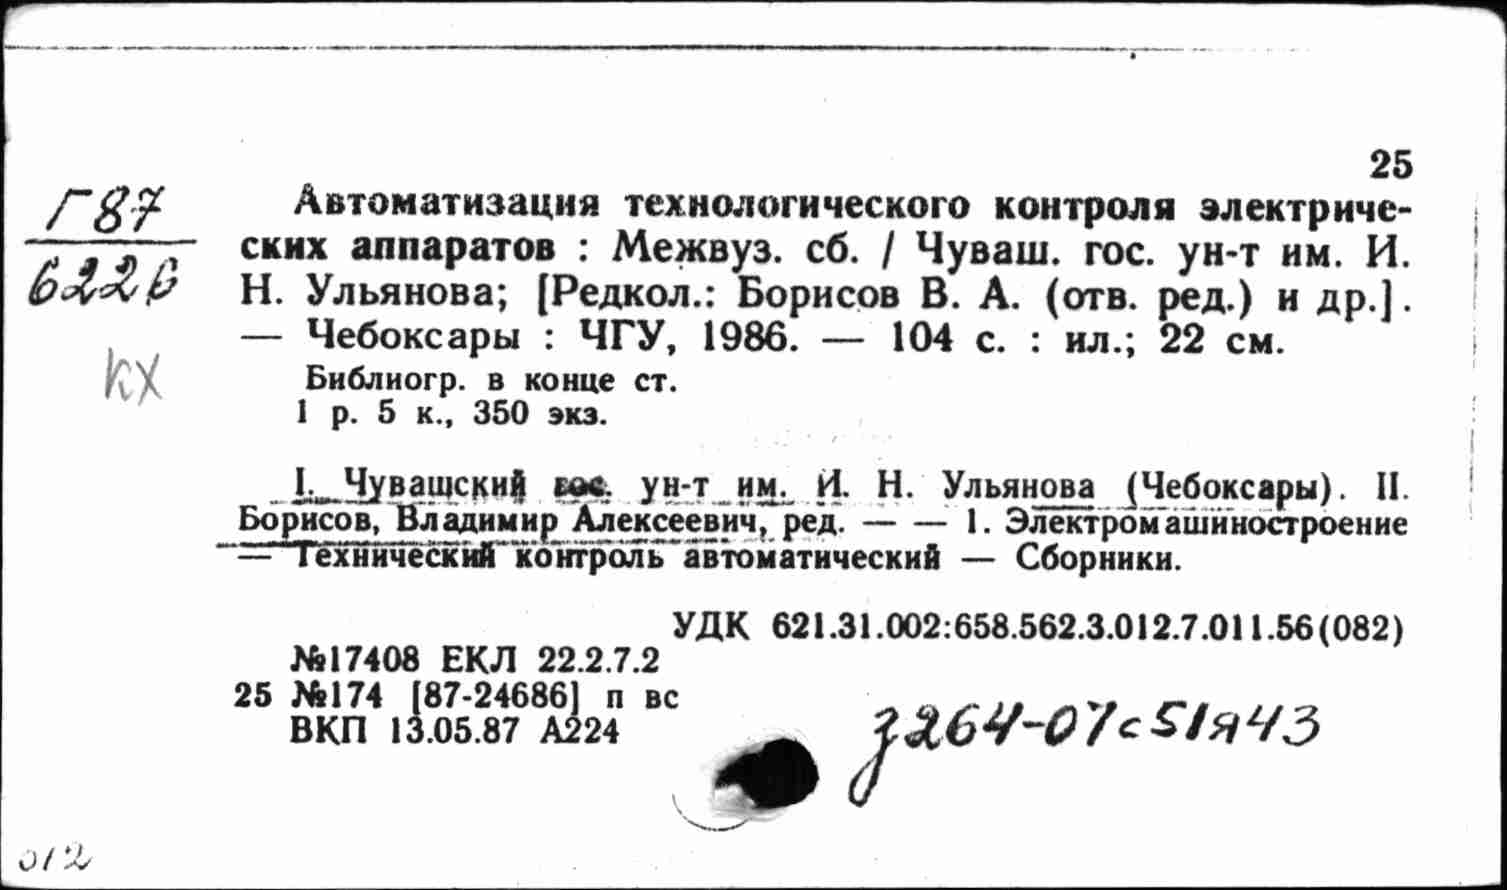 25
Г87
6226
кх
Автоматизация технологического контроля электриче-
ских аппаратов : Межвуз. сб. / Чуваш. гос. ун-т им. И.
Н. Ульянова; [Редкол.: Борисов В. А. (отв. ред.) и др.].
— Чебоксары : ЧГУ, 1986. — 104 с. : ил.; 22 см.
Библиогр. в конце ст.
1 р. 5 к., 350 экз.
I. Чувашский гос. ун-т им. И. Н. Ульянова (Чебоксары). II.
Борисов, Владимир Алексеевич, ред. — — 1. Электромашиностроение
— Технический контроль автоматический — Сборники.
УДК 621.31.002:658.562.3.012.7.011.56(082)
№17408 ЕКЛ 22.2.7.2
25 №174 [87-24686] п вс
ВКП 13.05.87 А224
з264-07с51я43
012